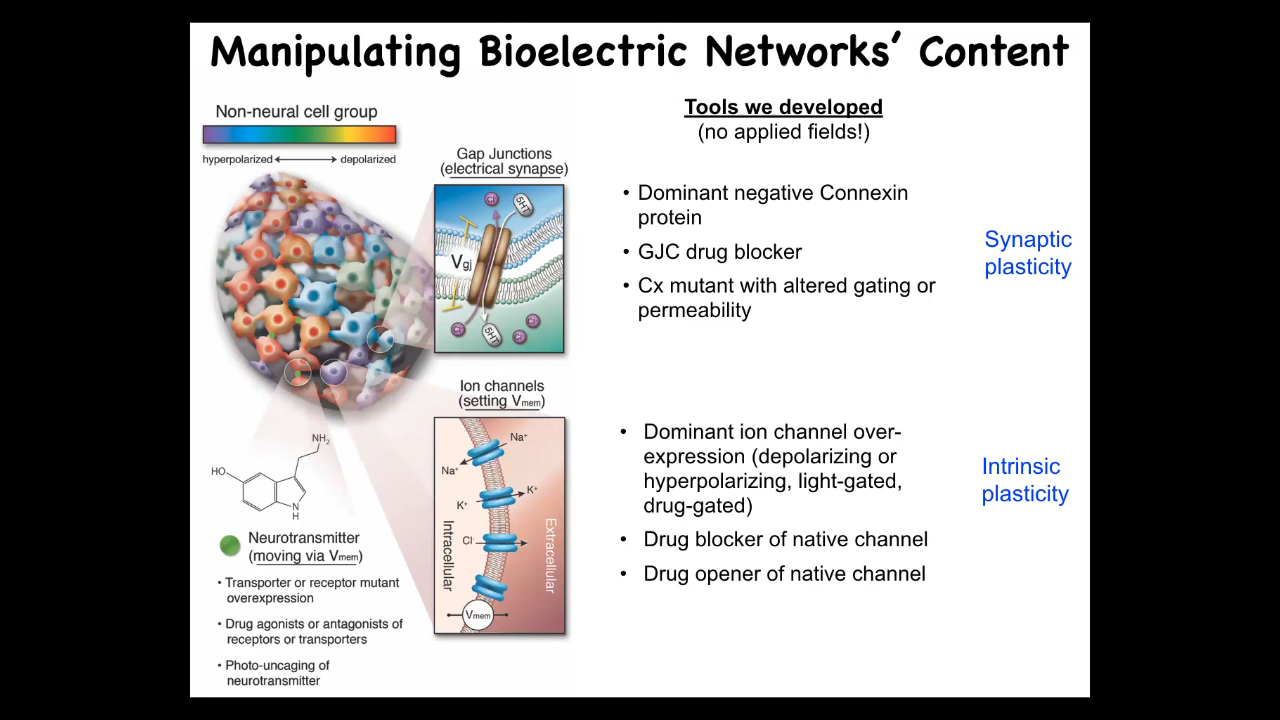 Manipulating Bioelectric Networks’ Content
Non-neural cell group
hyperpolarized
depolarized
Gap Junctions
(electrical synapse)
Cl⁻
5HT
Vgj
5HT
Ion channels
(setting Vmem)
Na⁺
Na⁺
K⁺
K⁺
Cl⁻
Intracellular
Extracellular
Vmem
NH₂
HO
N
H
Neurotransmitter
(moving via Vmem)
• Transporter or receptor mutant
overexpression
• Drug agonists or antagonists of
receptors or transporters
• Photo-uncaging of
neurotransmitter
Tools we developed
(no applied fields!)
• Dominant negative Connexin
protein
• GJC drug blocker
• Cx mutant with altered gating or
permeability
Synaptic
plasticity
• Dominant ion channel over-
expression (depolarizing or
hyperpolarizing, light-gated,
drug-gated)
• Drug blocker of native channel
• Drug opener of native channel
Intrinsic
plasticity